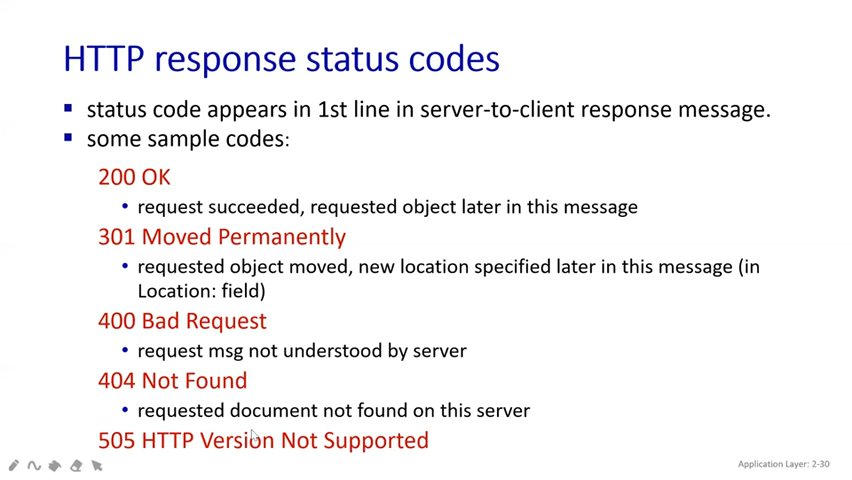 HTTP response status codes
▪ status code appears in 1st line in server-to-client response message.
▪ some sample codes:
200 OK
• request succeeded, requested object later in this message
301 Moved Permanently
• requested object moved, new location specified later in this message (in
Location: field)
400 Bad Request
• request msg not understood by server
404 Not Found
• requested document not found on this server
505 HTTP Version Not Supported
Application Layer: 2-30